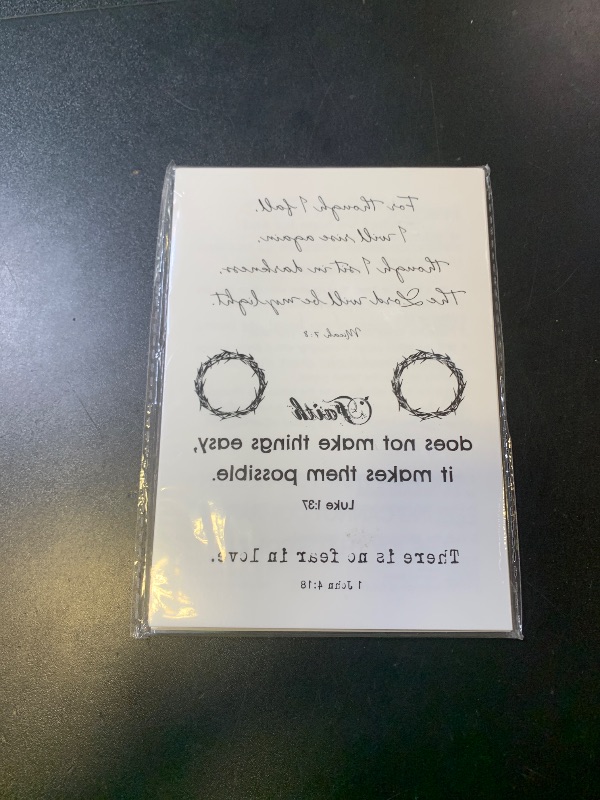 For though I fall.
I will rise again.
though I sit in darkness.
The Lord will be my light.
Micah 7:8
Faith
does not make things easy,
it makes them possible.
Luke 1:37
There is no fear in love.
1 John 4:18